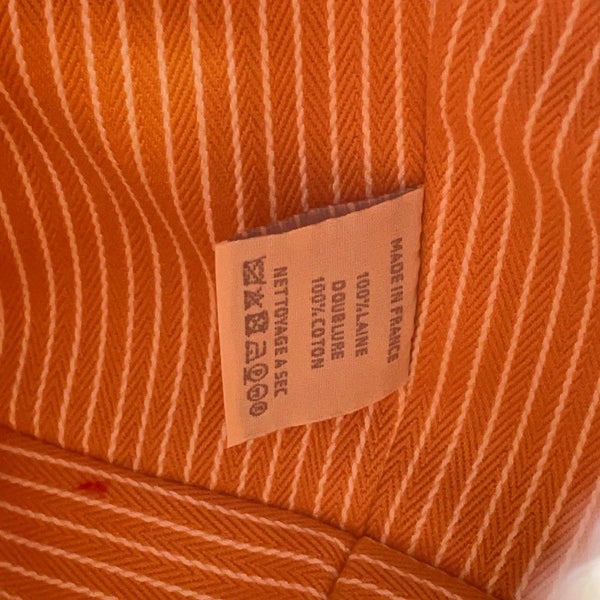 MADE IN FRANCE
100%LAINE
DOUBLURE
100%COTON
NETTOYAGE A SEC